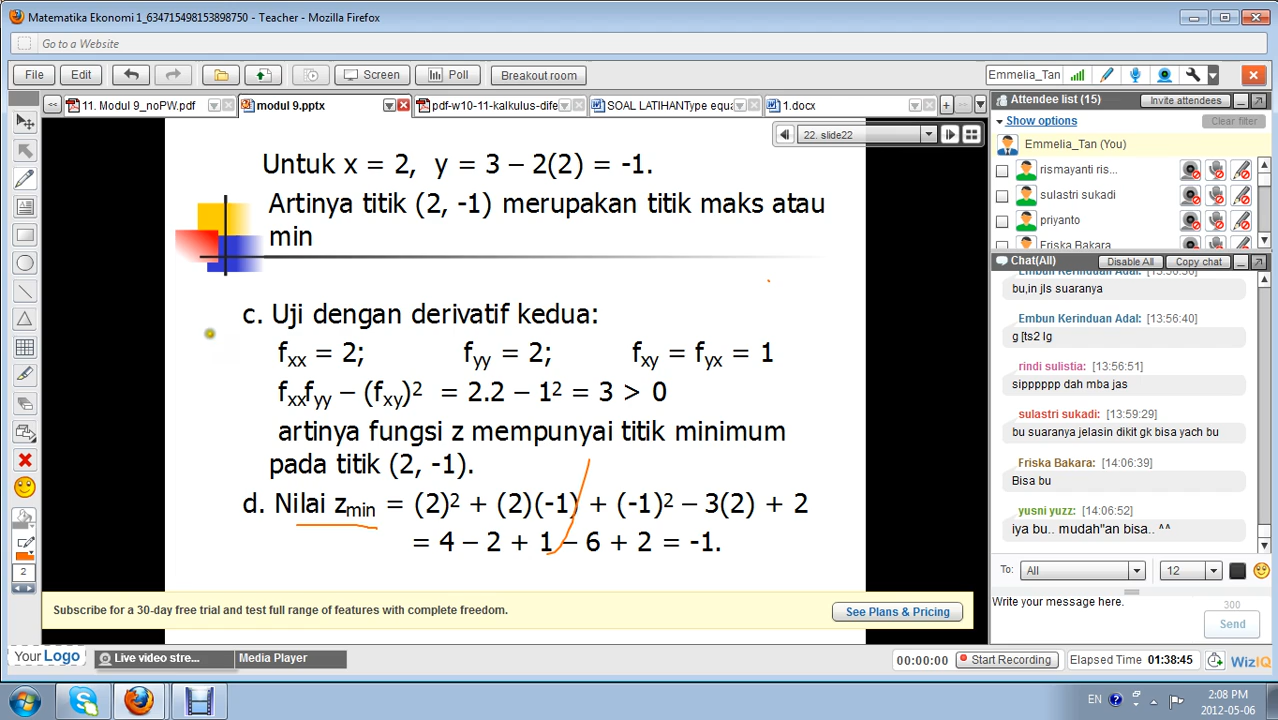 Matematika Ekonomi 1_634715498153898750 - Teacher - Mozilla Firefox
Go to a Website
File Edit Screen Poll Breakout room Emmelia_Tan
<< 11. Modul 9_noPW.pdf modul 9.pptx pdf-w10-11-kalkulus-dife SOAL LATIHANType equa 1.docx
22. slide22
Untuk x = 2, y = 3 – 2(2) = -1.
Artinya titik (2, -1) merupakan titik maks atau
min
c. Uji dengan derivatif kedua:
fxx = 2; fyy = 2; fxy = fyx = 1
fxxfyy – (fxy)2 = 2.2 – 12 = 3 > 0
artinya fungsi z mempunyai titik minimum
pada titik (2, -1).
d. Nilai zmin = (2)2 + (2)(-1) + (-1)2 – 3(2) + 2
= 4 – 2 + 1 – 6 + 2 = -1.
2
Subscribe for a 30-day free trial and test full range of features with complete freedom.
See Plans & Pricing
Attendee list (15) Invite attendees
Show options Clear filter
Emmelia_Tan (You)
rismayanti ris...
sulastri sukadi
priyanto
Friska Bakara
Chat(All) Disable All Copy chat
Embun Kerinduan Adal: [13:56:30]
bu,in jls suaranya
Embun Kerinduan Adal: [13:56:40]
g [ts2 lg
rindi sulistia: [13:56:51]
sipppppp dah mba jas
sulastri sukadi: [13:59:29]
bu suaranya jelasin dikit gk bisa yach bu
Friska Bakara: [14:06:39]
Bisa bu
yusni yuzz: [14:06:52]
iya bu.. mudah"an bisa.. ^^
To: All 12
Write your message here. 300
Send
Your Logo Live video stre... Media Player 00:00:00 Start Recording Elapsed Time 01:38:45 WizIQ
EN 2:08 PM
2012-05-06